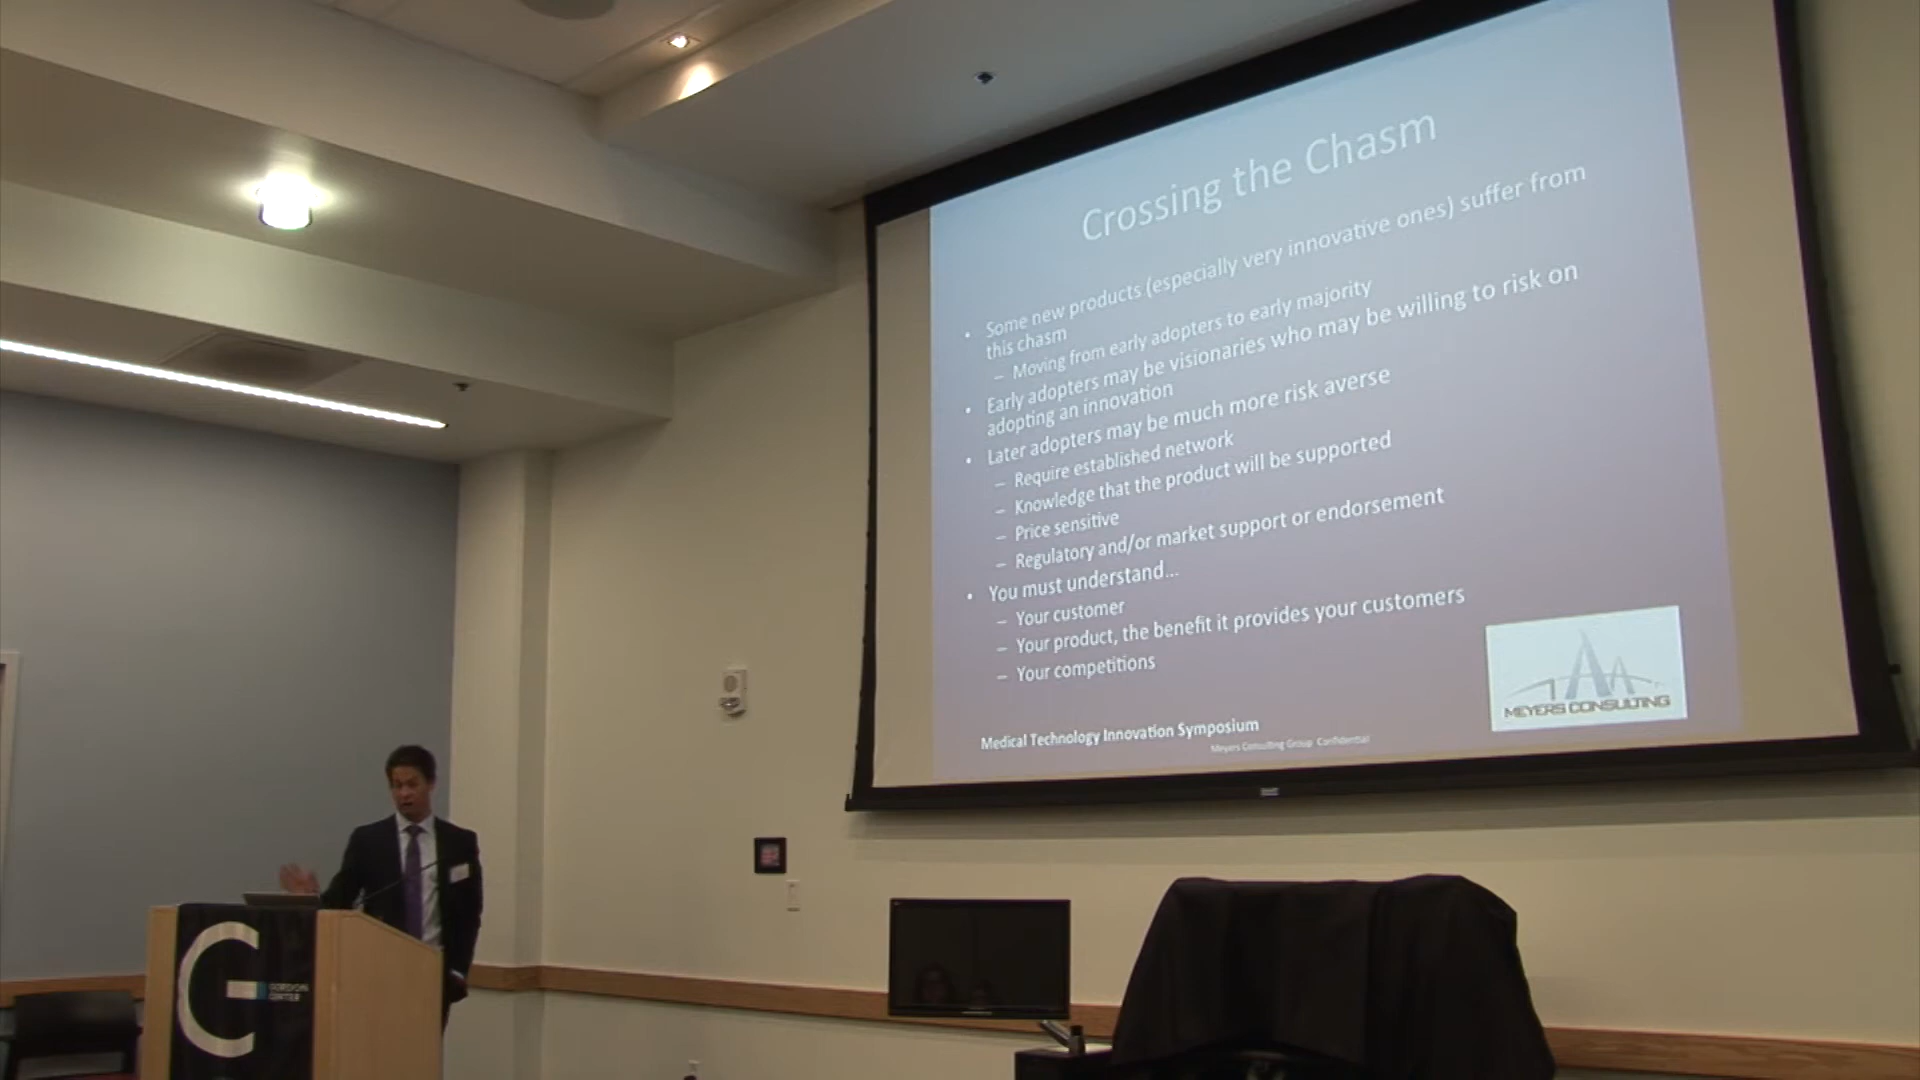 Crossing the Chasm
• Some new products (especially very innovative ones) suffer from
this chasm
– Moving from early adopters to early majority
• Early adopters may be visionaries who may be willing to risk on
adopting an innovation
• Later adopters may be much more risk averse
– Require established network
– Knowledge that the product will be supported
– Price sensitive
– Regulatory and/or market support or endorsement
• You must understand...
– Your customer
– Your product, the benefit it provides your customers
– Your competitions
MEYERS CONSULTING
Medical Technology Innovation Symposium
Meyers Consulting Group Confidential
G
GORDON
CENTER